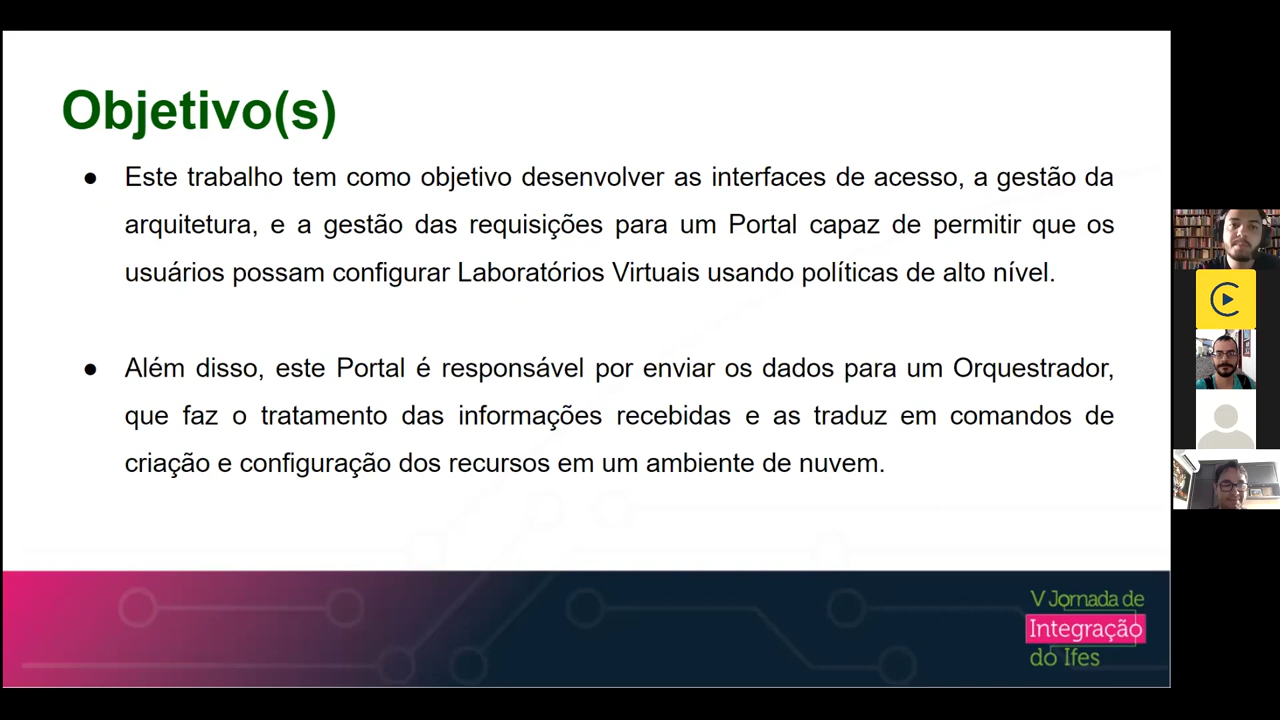 Objetivo(s)
● Este trabalho tem como objetivo desenvolver as interfaces de acesso, a gestão da
arquitetura, e a gestão das requisições para um Portal capaz de permitir que os
usuários possam configurar Laboratórios Virtuais usando políticas de alto nível.
● Além disso, este Portal é responsável por enviar os dados para um Orquestrador,
que faz o tratamento das informações recebidas e as traduz em comandos de
criação e configuração dos recursos em um ambiente de nuvem.
V Jornada de
Integração
do Ifes